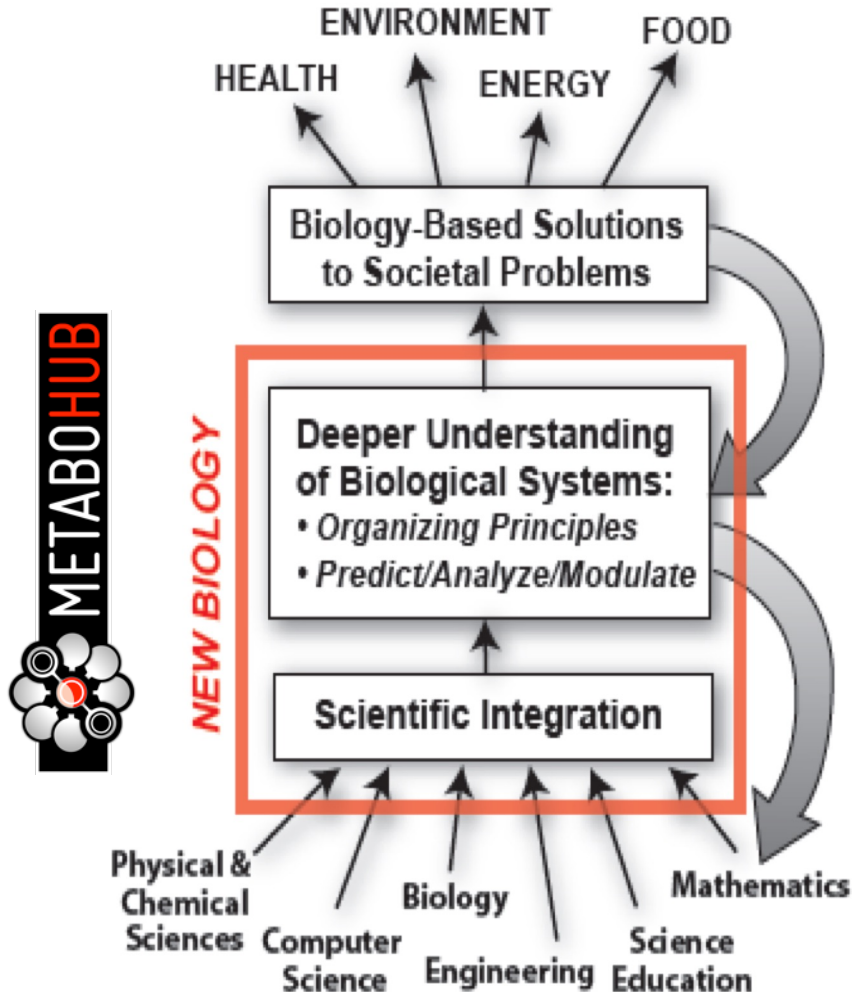 ENVIRONMENT
FOOD
HEALTH
ENERGY
Biology-Based Solutions
to Societal Problems
METABOHUB
NEW BIOLOGY
Deeper Understanding
of Biological Systems:
• Organizing Principles
• Predict/Analyze/Modulate
Scientific Integration
Physical &
Chemical
Sciences
Computer
Science
Biology
Engineering
Science
Education
Mathematics